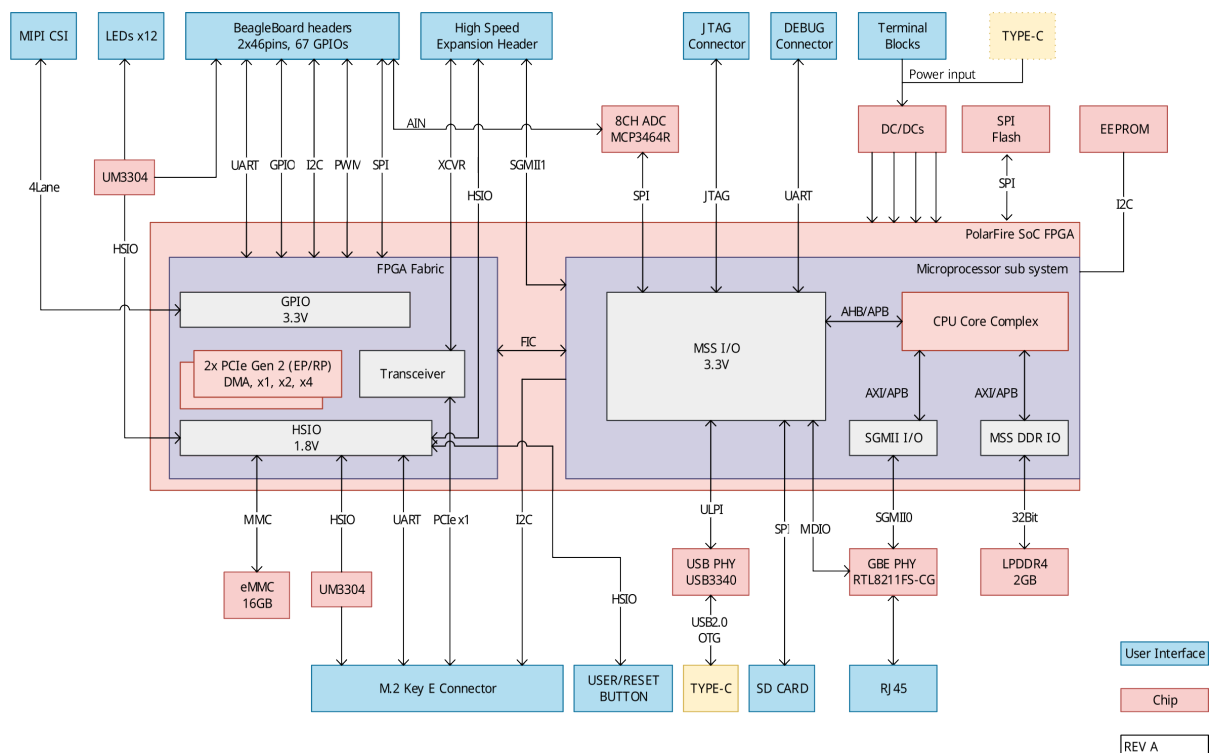 MIPI CSI
LEDs x12
BeagleBoard headers
2x46pins, 67 GPIOs
High Speed
Expansion Header
JTAG
Connector
DEBUG
Connector
Terminal
Blocks
TYPE-C
Power input
AIN
8CH ADC
MCP3464R
DC/DCs
SPI
Flash
EEPROM
UM3304
4Lane
UART
GPIO
I2C
PWM
SPI
XCVR
HSIO
SGMII1
SPI
JTAG
UART
SPI
I2C
HSIO
PolarFire SoC FPGA
FPGA Fabric
Microprocessor sub system
GPIO
3.3V
MSS I/O
3.3V
AHB/APB
CPU Core Complex
FIC
2x PCIe Gen 2 (EP/RP)
DMA, x1, x2, x4
Transceiver
AXI/APB
AXI/APB
HSIO
1.8V
SGMII I/O
MSS DDR IO
MMC
HSIO
UART
PCIe x1
I2C
ULPI
SPI
MDIO
SGMII0
32Bit
eMMC
16GB
UM3304
HSIO
USB PHY
USB3340
GBE PHY
RTL8211FS-CG
LPDDR4
2GB
USB2.0
OTG
M.2 Key E Connector
USER/RESET
BUTTON
TYPE-C
SD CARD
RJ45
User Interface
Chip
REV A